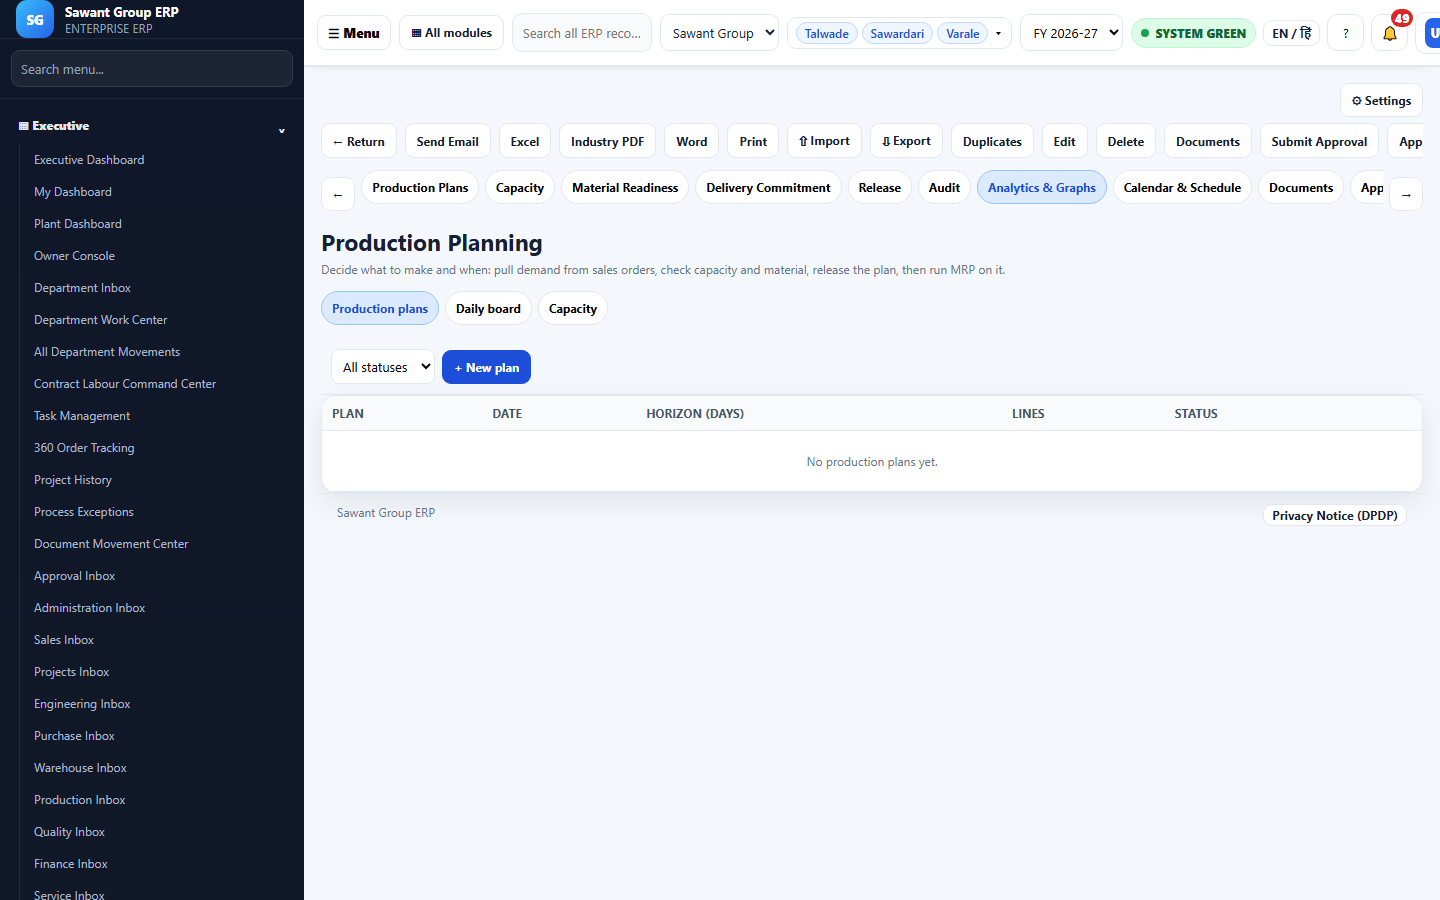 SG
Sawant Group ERP
ENTERPRISE ERP
Search menu...
Executive
Executive Dashboard
My Dashboard
Plant Dashboard
Owner Console
Department Inbox
Department Work Center
All Department Movements
Contract Labour Command Center
Task Management
360 Order Tracking
Project History
Process Exceptions
Document Movement Center
Approval Inbox
Administration Inbox
Sales Inbox
Projects Inbox
Engineering Inbox
Purchase Inbox
Warehouse Inbox
Production Inbox
Quality Inbox
Finance Inbox
Service Inbox
☰ Menu
All modules
Search all ERP reco...
Sawant Group
Talwade Sawardari Varale
FY 2026-27
SYSTEM GREEN
EN / हिं
?
49
U
⚙ Settings
← Return Send Email Excel Industry PDF Word Print ⇧ Import ⇩ Export Duplicates Edit Delete Documents Submit Approval App
← Production Plans Capacity Material Readiness Delivery Commitment Release Audit Analytics & Graphs Calendar & Schedule Documents App →
Production Planning
Decide what to make and when: pull demand from sales orders, check capacity and material, release the plan, then run MRP on it.
Production plans Daily board Capacity
All statuses + New plan
PLAN DATE HORIZON (DAYS) LINES STATUS
No production plans yet.
Sawant Group ERP
Privacy Notice (DPDP)